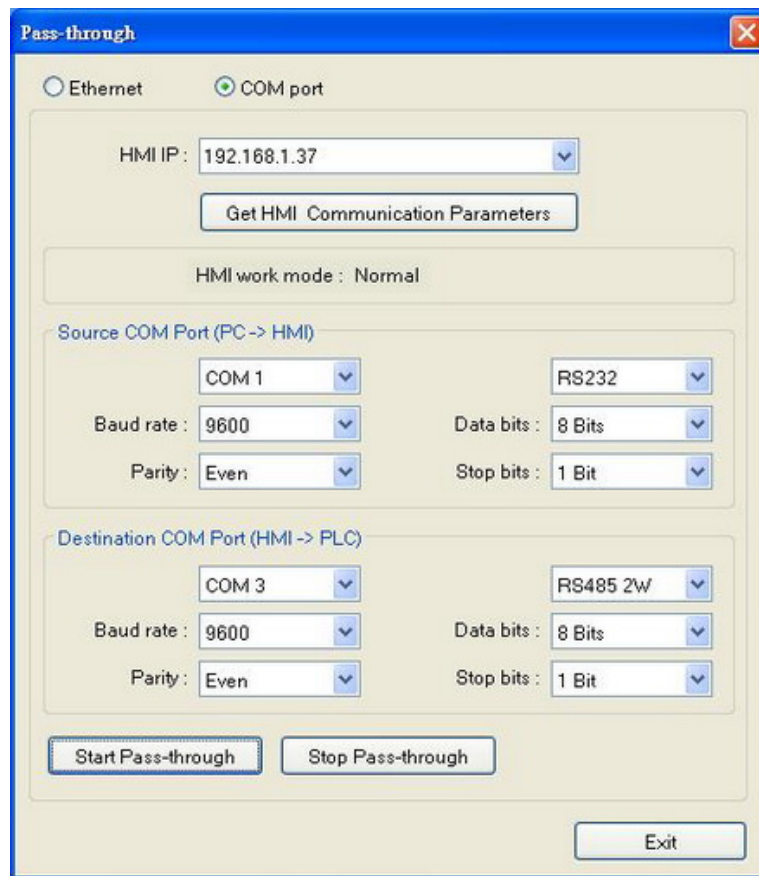 Pass-through
Ethernet COM port
HMI IP : 192.168.1.37
Get HMI Communication Parameters
HMI work mode : Normal
Source COM Port (PC -> HMI)
COM 1 RS232
Baud rate : 9600 Data bits : 8 Bits
Parity : Even Stop bits : 1 Bit
Destination COM Port (HMI -> PLC)
COM 3 RS485 2W
Baud rate : 9600 Data bits : 8 Bits
Parity : Even Stop bits : 1 Bit
Start Pass-through Stop Pass-through
Exit